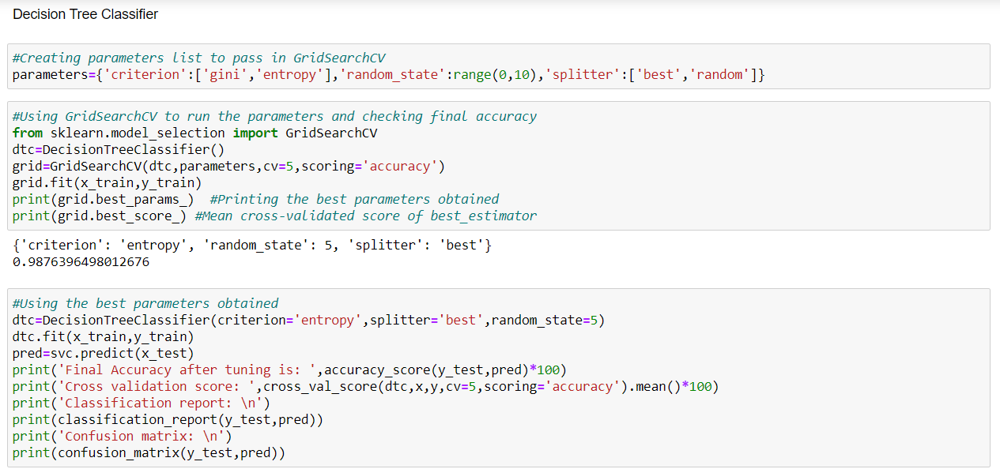 Decision Tree Classifier
#Creating parameters list to pass in GridSearchCV
parameters={'criterion':['gini','entropy'],'random_state':range(0,10),'splitter':['best','random']}
#Using GridSearchCV to run the parameters and checking final accuracy
from sklearn.model_selection import GridSearchCV
dtc=DecisionTreeClassifier()
grid=GridSearchCV(dtc,parameters,cv=5,scoring='accuracy')
grid.fit(x_train,y_train)
print(grid.best_params_)  #Printing the best parameters obtained
print(grid.best_score_) #Mean cross-validated score of best_estimator
{'criterion': 'entropy', 'random_state': 5, 'splitter': 'best'}
0.9876396498012676
#Using the best parameters obtained
dtc=DecisionTreeClassifier(criterion='entropy',splitter='best',random_state=5)
dtc.fit(x_train,y_train)
pred=svc.predict(x_test)
print('Final Accuracy after tuning is: ',accuracy_score(y_test,pred)*100)
print('Cross validation score: ',cross_val_score(dtc,x,y,cv=5,scoring='accuracy').mean()*100)
print('Classification report: \n')
print(classification_report(y_test,pred))
print('Confusion matrix: \n')
print(confusion_matrix(y_test,pred))